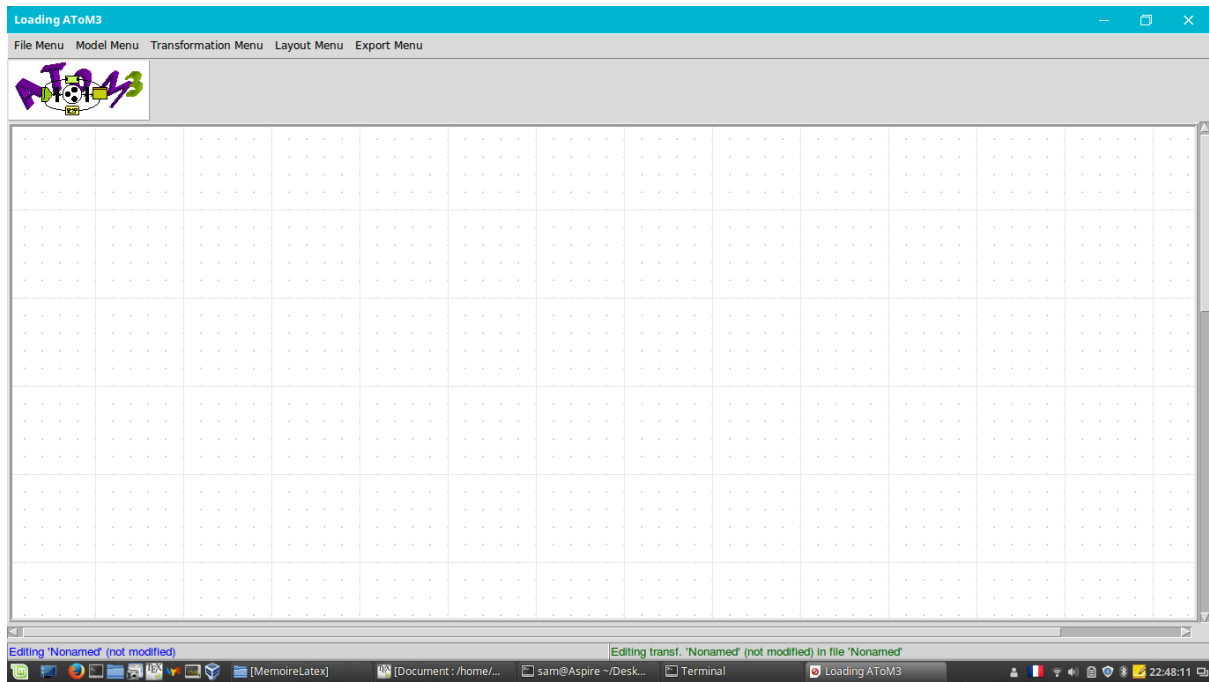 Loading AToM3
File Menu Model Menu Transformation Menu Layout Menu Export Menu
AToM3
Editing 'Nonamed' (not modified) Editing transf. 'Nonamed' (not modified) in file 'Nonamed'
[MemoireLatex] [Document : /home/... sam@Aspire ~/Desk... Terminal Loading AToM3 22:48:11